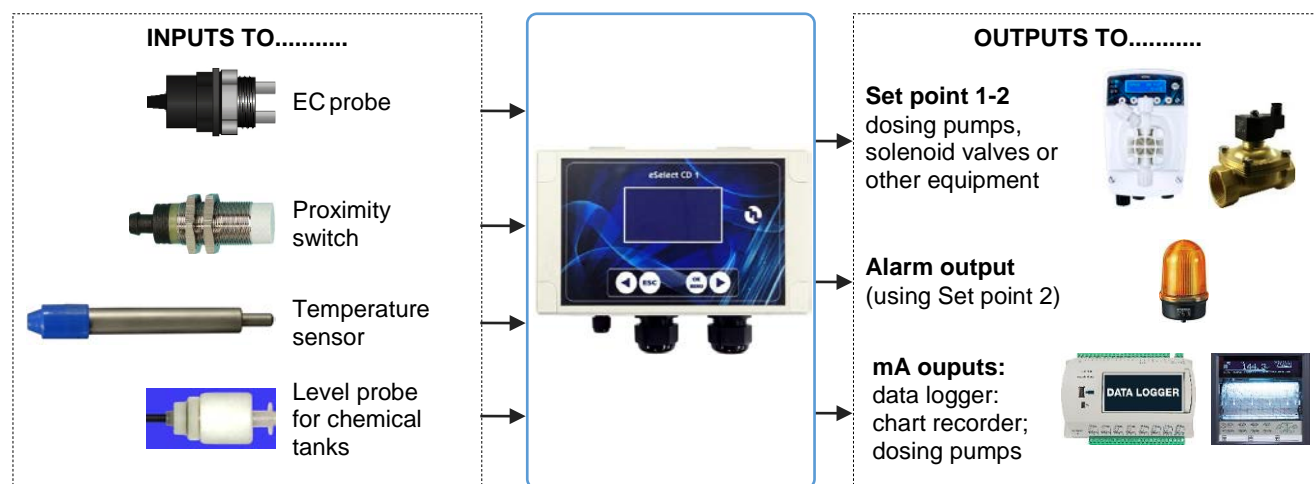 INPUTS TO...........
EC probe
Proximity
switch
Temperature
sensor
Level probe
for chemical
tanks
eSelect CD 1
ESC
OK
MENU
OUTPUTS TO...........
Set point 1-2
dosing pumps,
solenoid valves or
other equipment
Alarm output
(using Set point 2)
mA ouputs:
data logger:
chart recorder;
dosing pumps
DATA LOGGER